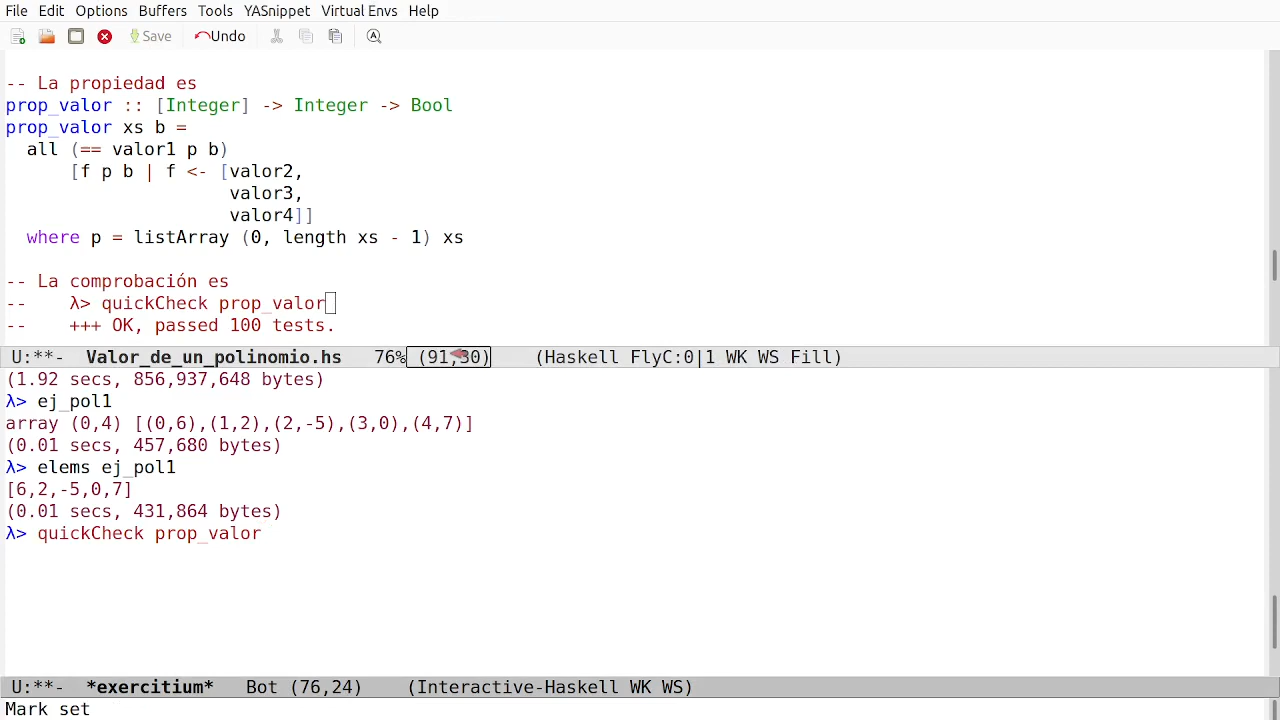 File Edit Options Buffers Tools YASnippet Virtual Envs Help
Save Undo
-- La propiedad es
prop_valor :: [Integer] -> Integer -> Bool
prop_valor xs b =
  all (== valor1 p b)
      [f p b | f <- [valor2,
                     valor3,
                     valor4]]
  where p = listArray (0, length xs - 1) xs
-- La comprobación es
--    λ> quickCheck prop_valor
--    +++ OK, passed 100 tests.
U:**-  Valor_de_un_polinomio.hs   76% (91,30)    (Haskell FlyC:0|1 WK WS Fill)
(1.92 secs, 856,937,648 bytes)
λ> ej_pol1
array (0,4) [(0,6),(1,2),(2,-5),(3,0),(4,7)]
(0.01 secs, 457,680 bytes)
λ> elems ej_pol1
[6,2,-5,0,7]
(0.01 secs, 431,864 bytes)
λ> quickCheck prop_valor
U:**-  *exercitium*   Bot (76,24)    (Interactive-Haskell WK WS)
Mark set